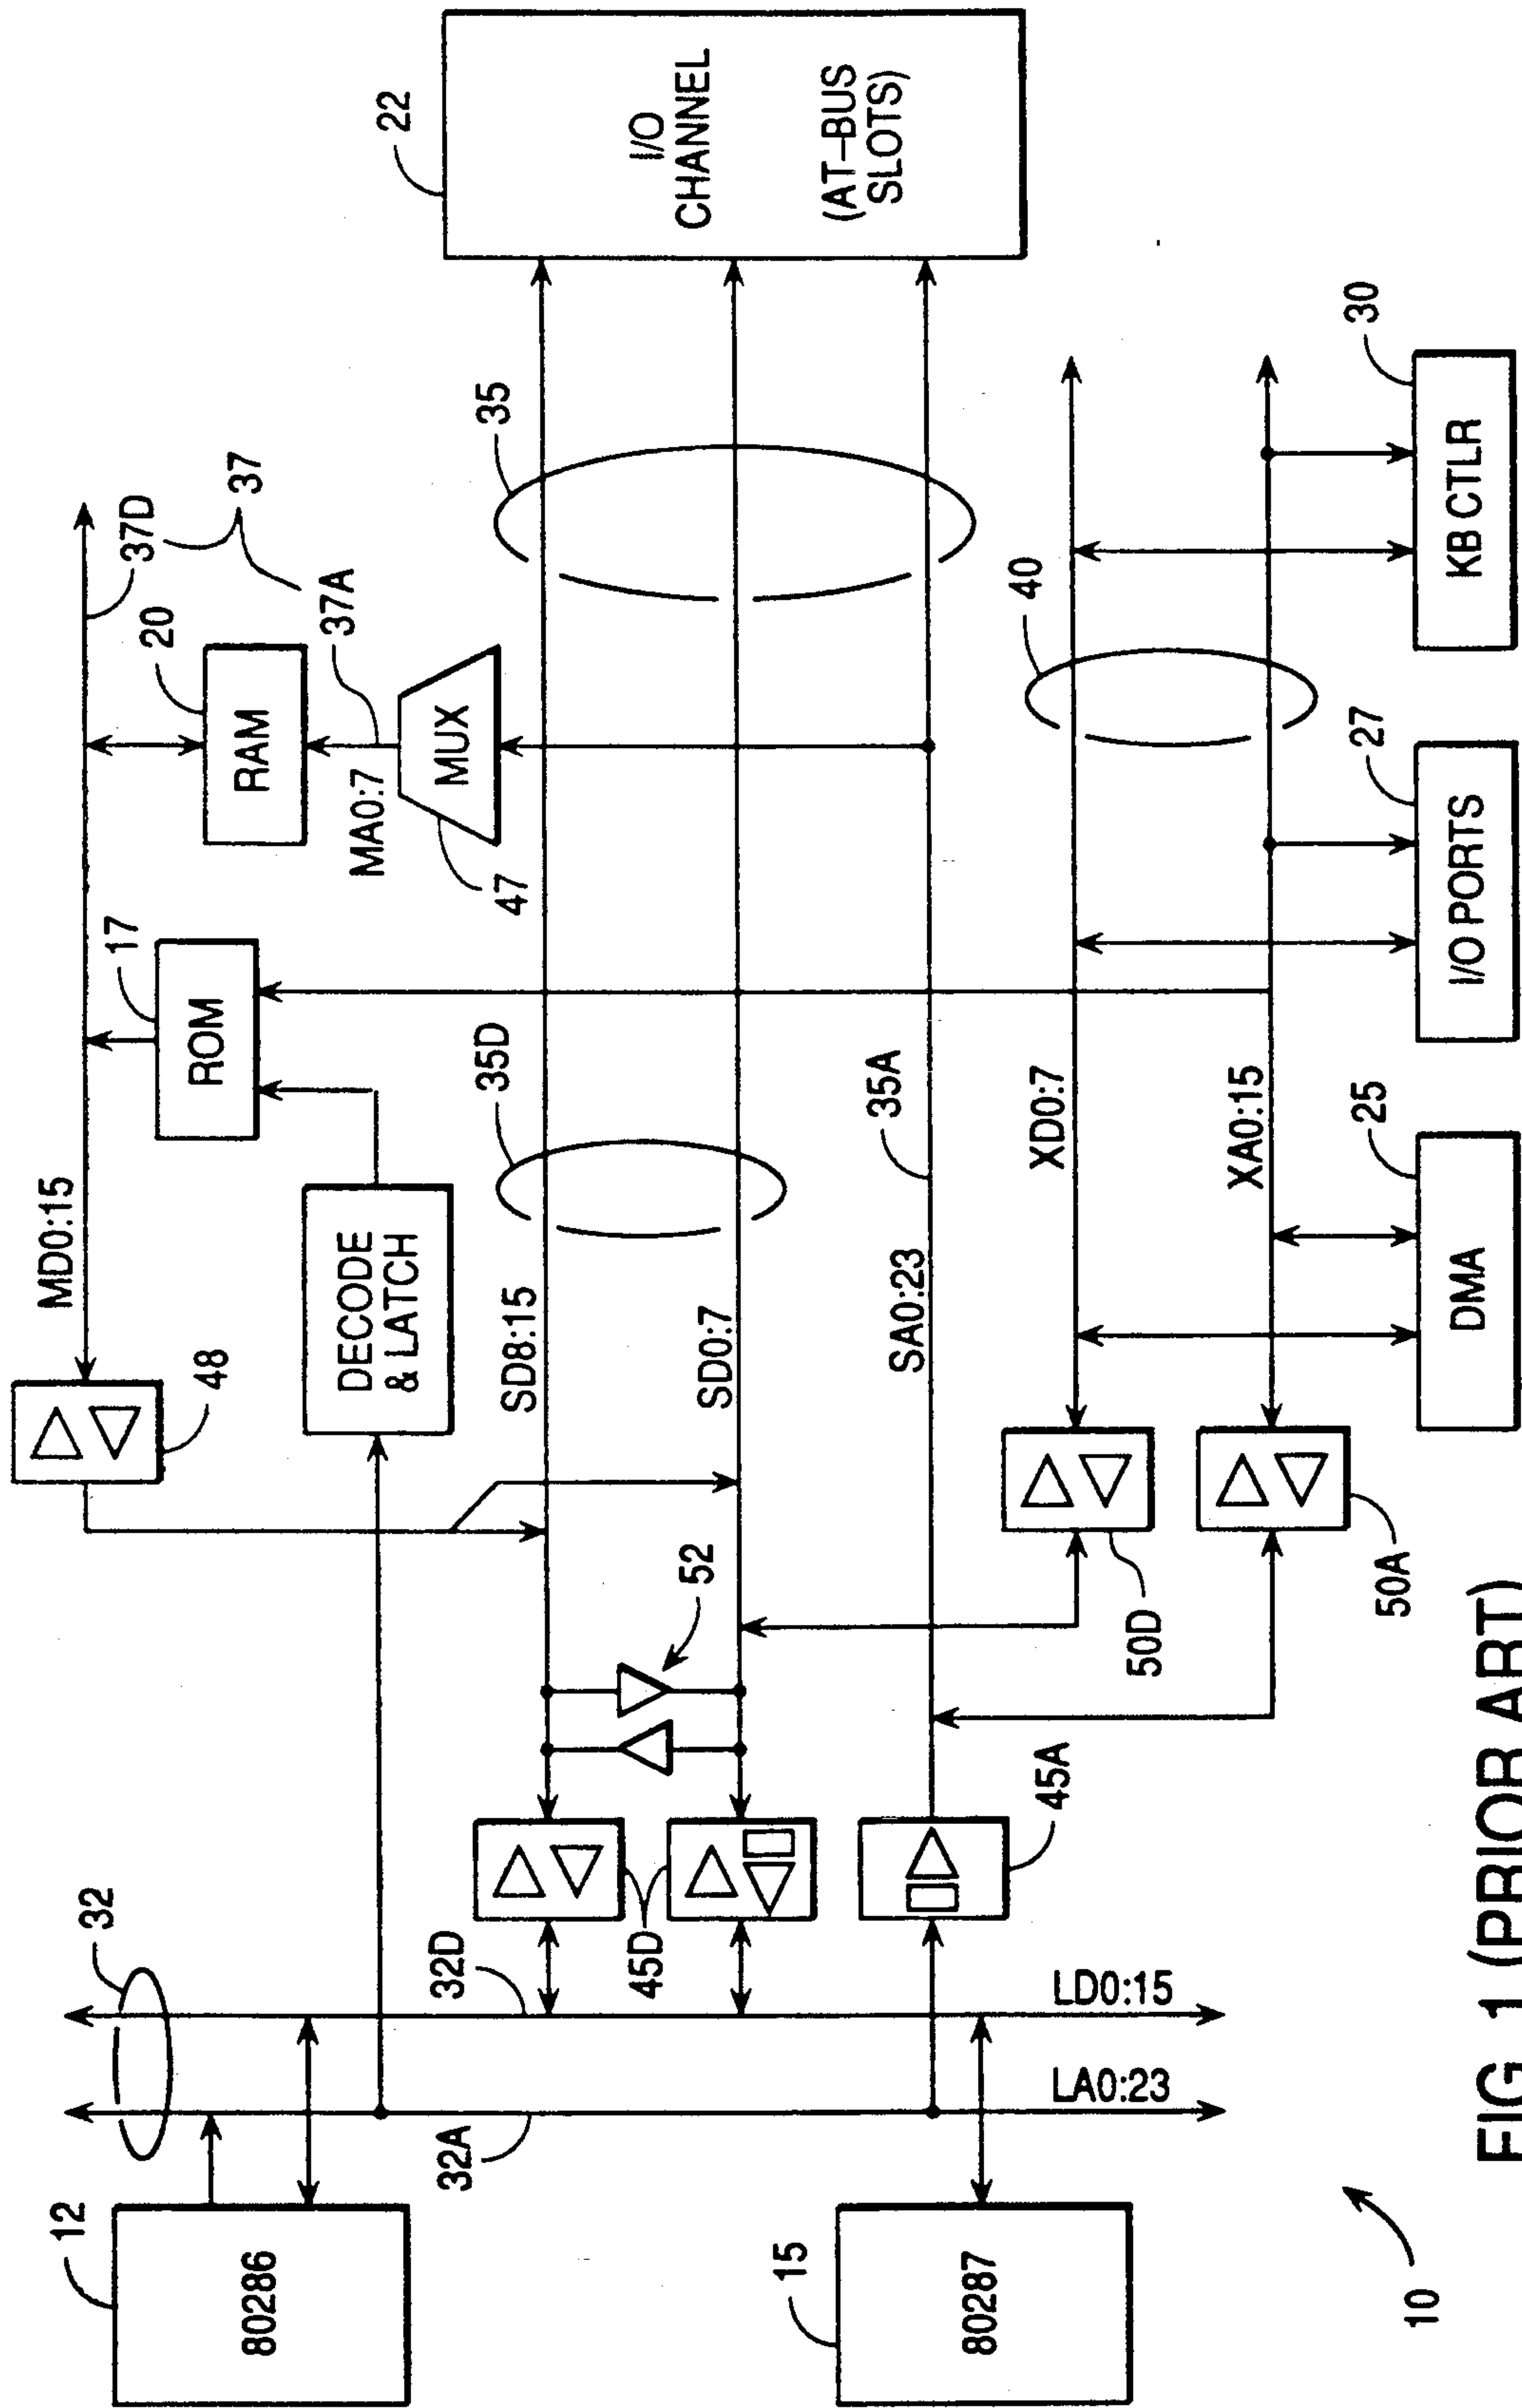 12
80286
15
80287
32
32A
32D
LA0:23
LD0:15
45D
45A
52
48
MD0:15
DECODE
& LATCH
17
ROM
20
RAM
37D
37
37A
MA0:7
MUX
47
SD8:15
SD0:7
35D
SA0:23
35A
35
22
I/O
CHANNEL
(AT-BUS
SLOTS)
50D
50A
XD0:7
XA0:15
40
25
DMA
27
I/O PORTS
30
KB CTLR
10
FIG. 1 (PRIOR ART)